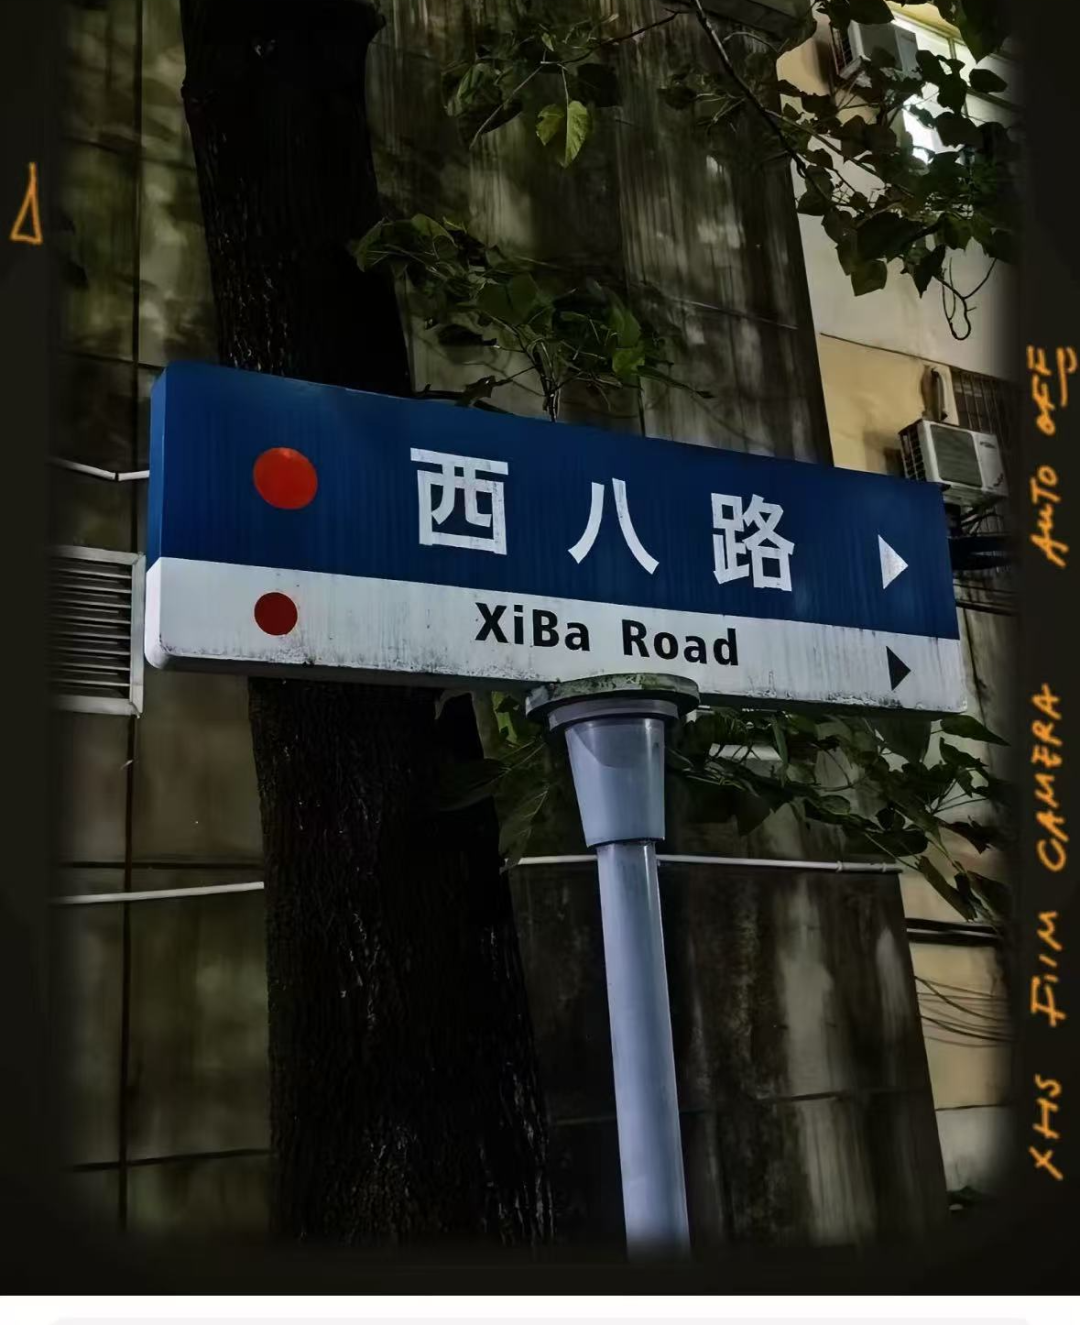 西八路
XiBa Road
XHS FilM CAMERA AuTo oFF